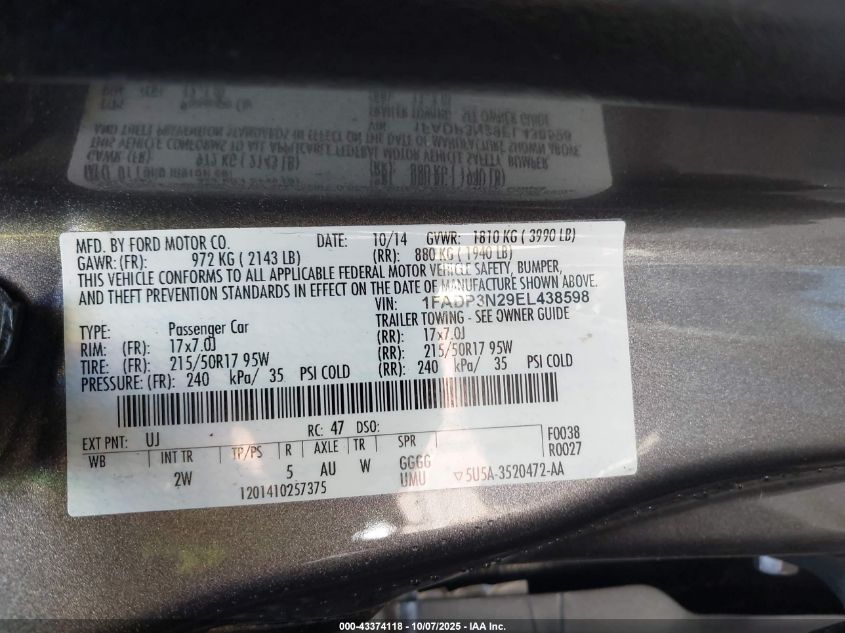 MFD. BY FORD MOTOR CO. DATE: 10/14 GVWR: 1810 KG ( 3990 LB)
GAWR: (FR): 972 KG ( 2143 LB) (RR): 880 KG ( 1940 LB)
THIS VEHICLE CONFORMS TO ALL APPLICABLE FEDERAL MOTOR VEHICLE SAFETY, BUMPER,
AND THEFT PREVENTION STANDARDS IN EFFECT ON THE DATE OF MANUFACTURE SHOWN ABOVE.
VIN: 1FADP3N29EL438598
TYPE: Passenger Car TRAILER TOWING - SEE OWNER GUIDE
RIM: (FR): 17x7.0J (RR): 17x7.0J
TIRE: (FR): 215/50R17 95W (RR): 215/50R17 95W
PRESSURE: (FR): 240 kPa/ 35 PSI COLD (RR): 240 kPa/ 35 PSI COLD
EXT PNT: UJ RC: 47 DSO: F0038
R0027
WB INT TR TP/PS R AXLE TR SPR
2W 5 AU W GGGG
UMU ▽5U5A-3520472-AA
1201410257375
000-43374118 - 10/07/2025 - IAA Inc.